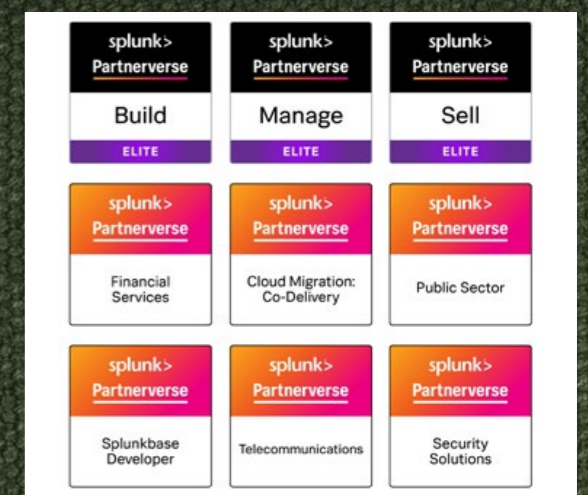 splunk> splunk> splunk>
Partnerverse Partnerverse Partnerverse
Build Manage Sell
ELITE ELITE ELITE
splunk> splunk> splunk>
Partnerverse Partnerverse Partnerverse
Financial Services
Cloud Migration: Co-Delivery
Public Sector
splunk> splunk> splunk>
Partnerverse Partnerverse Partnerverse
Splunkbase Developer
Telecommunications
Security Solutions